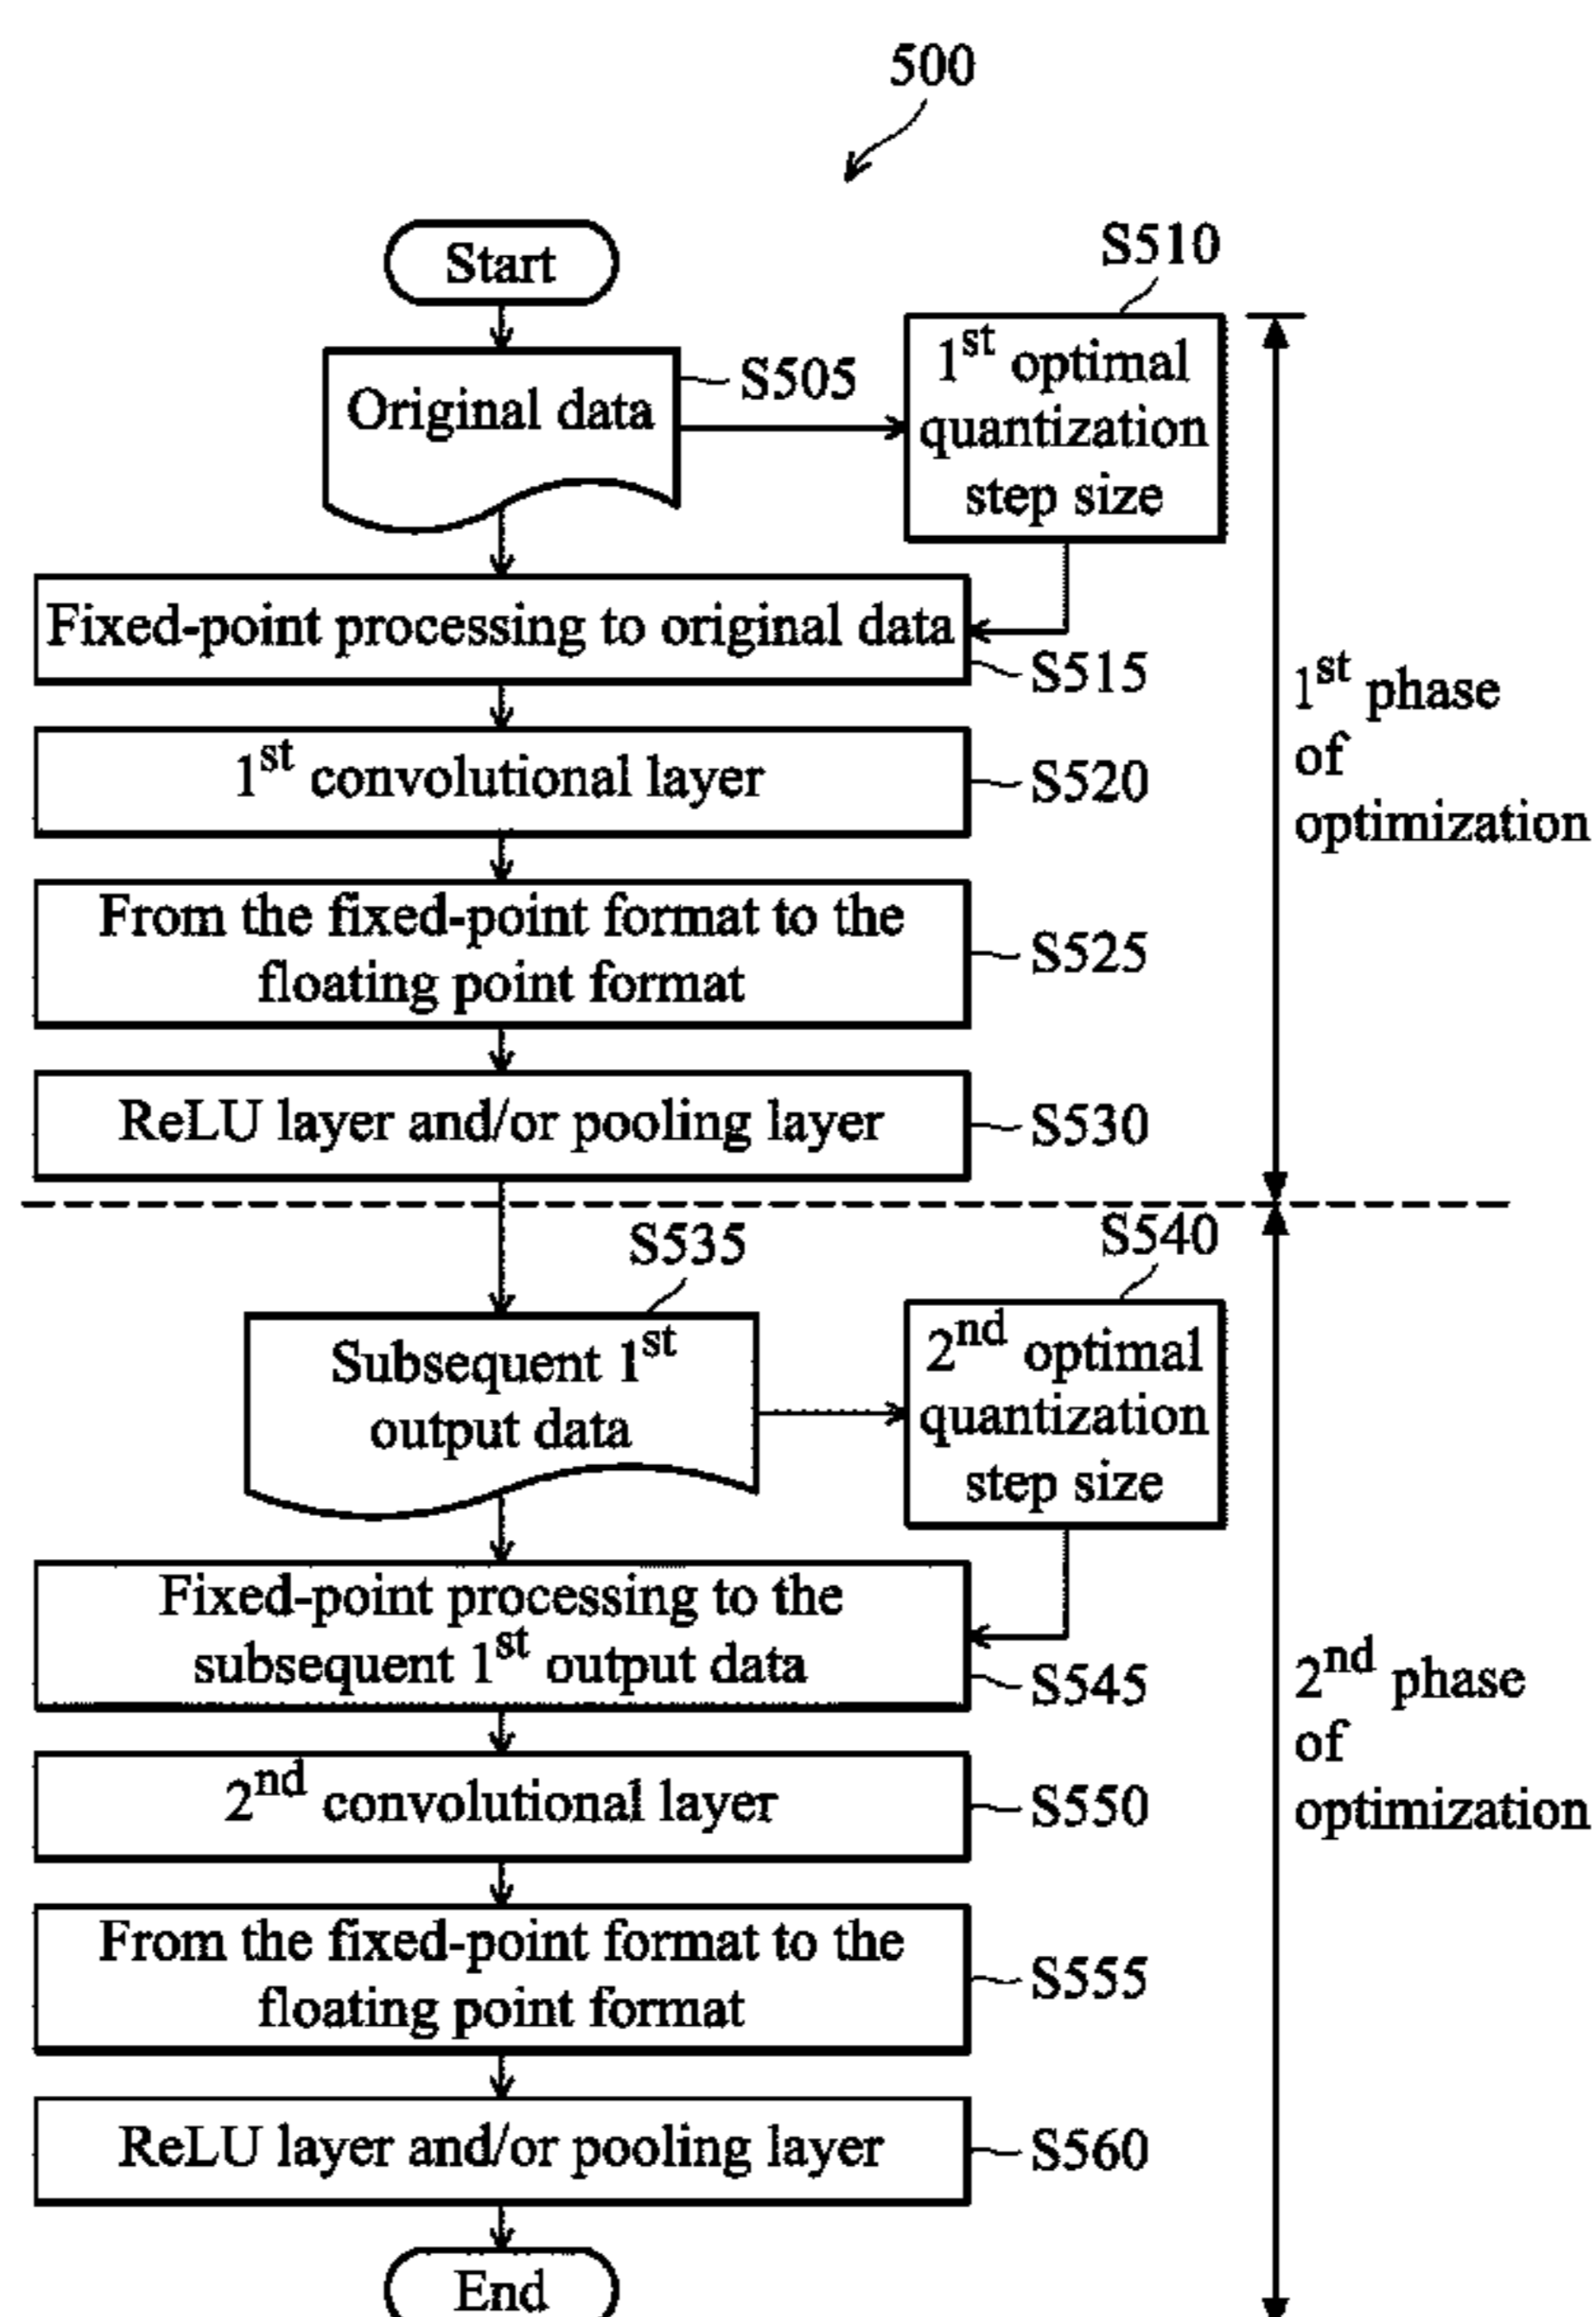 500
Start
S510
Original data
S505
1st optimal
quantization
step size
Fixed-point processing to original data
S515
1st convolutional layer
S520
From the fixed-point format to the
floating point format
S525
ReLU layer and/or pooling layer
S530
1st phase
of
optimization
S535
S540
Subsequent 1st
output data
2nd optimal
quantization
step size
Fixed-point processing to the
subsequent 1st output data
S545
2nd convolutional layer
S550
From the fixed-point format to the
floating point format
S555
ReLU layer and/or pooling layer
S560
2nd phase
of
optimization
End